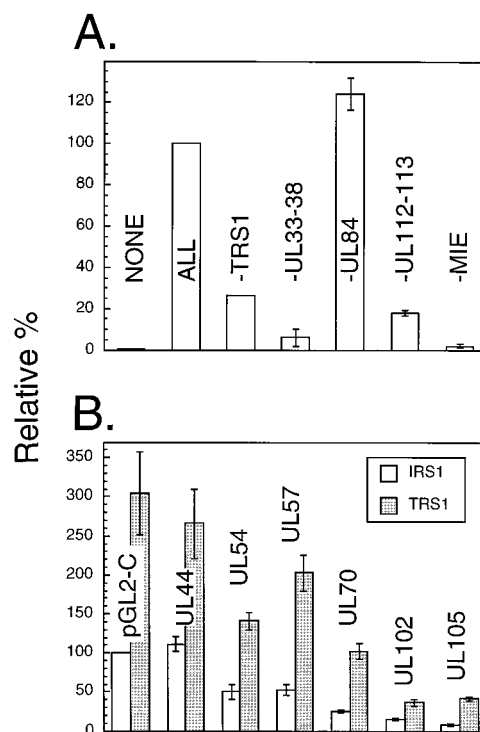 A.
120
100
80
60
40
20
0
NONE
ALL
-TRS1
-UL33-38
-UL84
-UL112-113
-MIE
Relative %
B.
350
300
250
200
150
100
50
0
pGL2-C
UL44
UL54
UL57
UL70
UL102
UL105
IRS1
TRS1